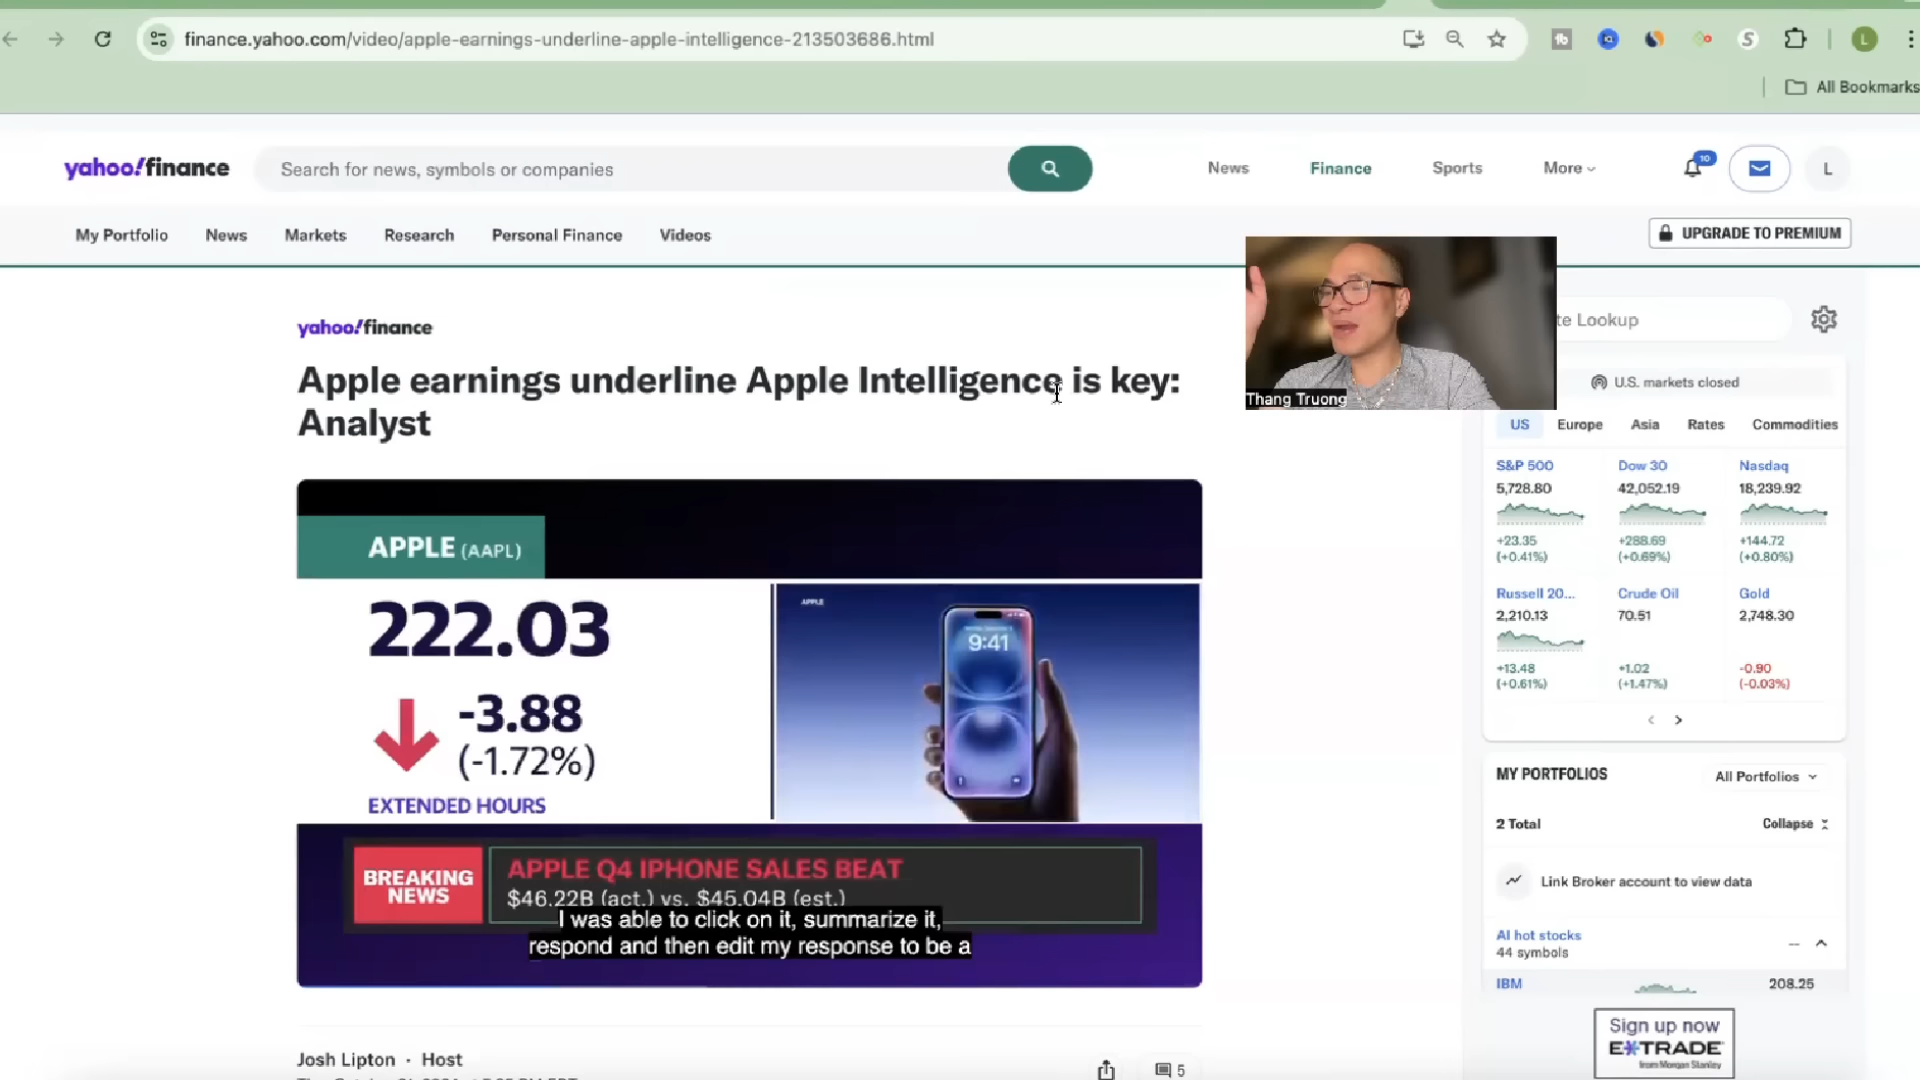 finance.yahoo.com/video/apple-earnings-underline-apple-intelligence-213503686.html
L
All Bookmarks
yahoo!finance
Search for news, symbols or companies
News
Finance
Sports
More
10
L
My Portfolio
News
Markets
Research
Personal Finance
Videos
UPGRADE TO PREMIUM
yahoo!finance
Apple earnings underline Apple Intelligence is key:
Analyst
Thang Truong
te Lookup
U.S. markets closed
US
Europe
Asia
Rates
Commodities
S&P 500
Dow 30
Nasdaq
5,728.80
42,052.19
18,239.92
+23.35
+288.69
+144.72
(+0.41%)
(+0.69%)
(+0.80%)
Russell 20...
Crude Oil
Gold
2,210.13
70.51
2,748.30
+13.48
+1.02
-0.90
(+0.61%)
(+1.47%)
(-0.03%)
APPLE (AAPL)
222.03
-3.88
(-1.72%)
EXTENDED HOURS
APPLE
9:41
BREAKING
NEWS
APPLE Q4 IPHONE SALES BEAT
$46.22B (act.) vs. $45.04B (est.)
I was able to click on it, summarize it,
respond and then edit my response to be a
MY PORTFOLIOS
All Portfolios
2 Total
Collapse
Link Broker account to view data
AI hot stocks
--
44 symbols
IBM
208.25
Sign up now
E*TRADE
from Morgan Stanley
Josh Lipton · Host
5